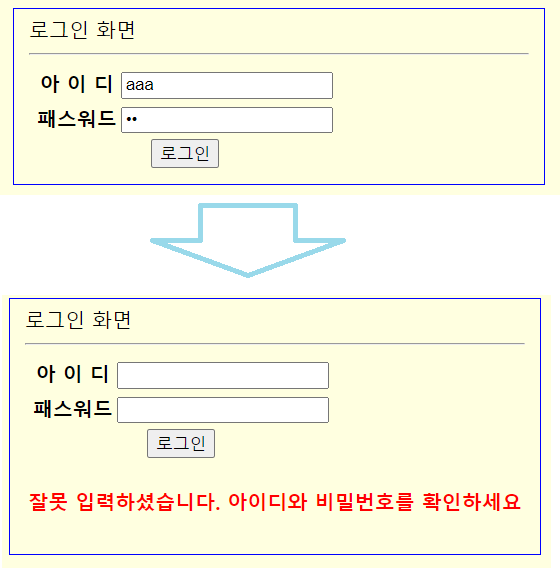 로그인 화면
아 이 디 aaa
패스워드 ••
로그인
로그인 화면
아 이 디
패스워드
로그인
잘못 입력하셨습니다. 아이디와 비밀번호를 확인하세요